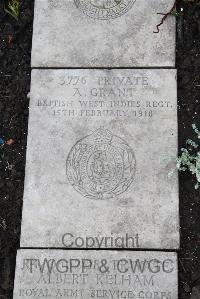 3776 PRIVATE
A. GRANT
BRITISH WEST INDIES REGT.
15TH FEBRUARY 1918
Copyright
TWGPP & CWGC
ALBERT KELHAM
ROYAL ARMY SERVICE CORPS